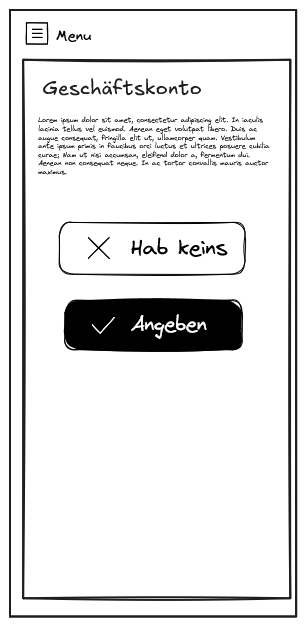 Menu
Geschäftskonto
Lorem ipsum dolor sit amet, consectetur adipiscing elit. In iaculis
lacinia tellus vel euismod. Aenean eget volutpat libero. Duis ac
augue consequat, fringilla elit ut, ullamcorper quam. Vestibulum
ante ipsum primis in faucibus orci luctus et ultrices posuere cubilia
curae; Nam ut nisi accumsan, eleifend dolor a, fermentum dui.
Aenean non consequat neque. In ac tortor convallis mauris auctor
maximus.
Hab keins
Angeben